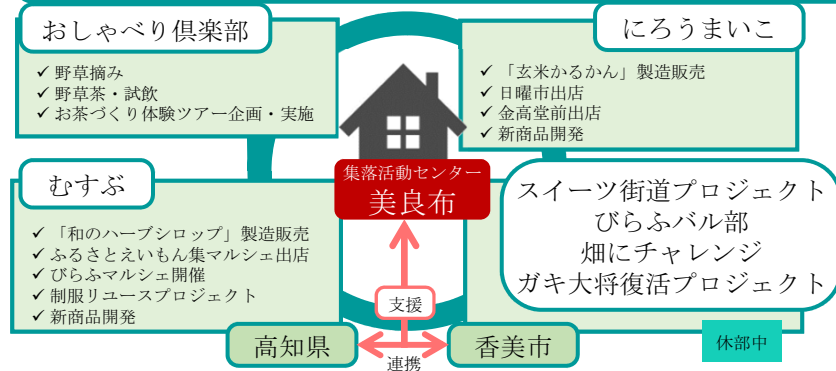 おしゃべり倶楽部
✓ 野草摘み
✓ 野草茶・試飲
✓ お茶づくり体験ツアー企画・実施
にろうまいこ
✓ 「玄米かるかん」製造販売
✓ 日曜市出店
✓ 金高堂前出店
✓ 新商品開発
集落活動センター
美良布
むすぶ
✓ 「和のハーブシロップ」製造販売
✓ ふるさとえいもん集マルシェ出店
✓ びらふマルシェ開催
✓ 制服リユースプロジェクト
✓ 新商品開発
スイーツ街道プロジェクト
びらふバル部
畑にチャレンジ
ガキ大将復活プロジェクト
休部中
支援
高知県
連携
香美市